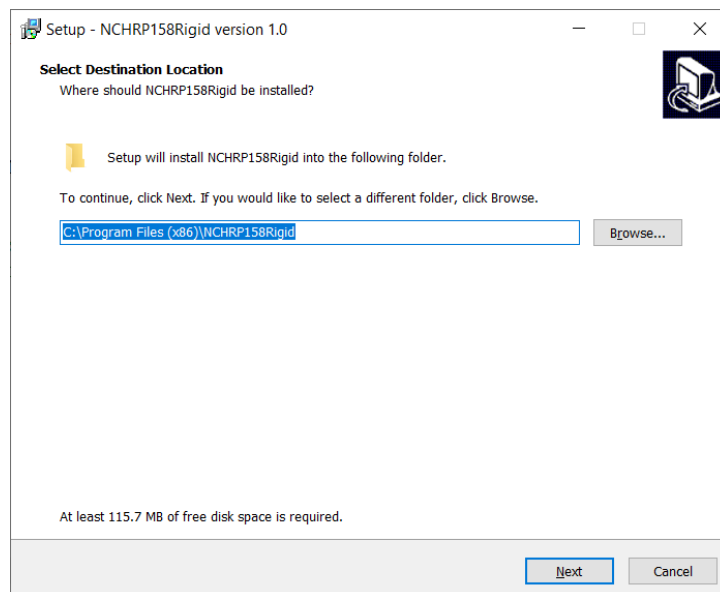 Setup - NCHRP158Rigid version 1.0
Select Destination Location
Where should NCHRP158Rigid be installed?
Setup will install NCHRP158Rigid into the following folder.
To continue, click Next. If you would like to select a different folder, click Browse.
C:\Program Files (x86)\NCHRP158Rigid
Browse...
At least 115.7 MB of free disk space is required.
Next
Cancel